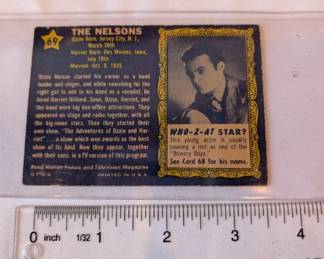 69
THE NELSONS
Ozzie Born: Jersey City, N. J.,
March 20th
Harriet Born: Des Moines, Iowa,
July 18th
Married: Oct. 8, 1935
Ozzie Nelson started his career as a band
leader and singer, and while searching for
the right girl to add to his band as a vocalist, he
hired Harriet Hilliard. Soon, Ozzie, Harriet, and
the band were big box office attractions. They
appeared on stage and radio together, with all
the big-name stars. Then they started their
own show, "The Adventures of Ozzie and Har-
riet" . . . a show which won awards as the best
show of its kind. Now they appear, together
with their sons, in a TV version of this program.
Read Motion Picture and Television Magazine
PRINTED IN U.S.A.
WHO-Z-AT STAR?
This young actor is usually
causing a riot as one of the
"Bowery Boys."
See Card 68 for his name.
0 inch 1/32 1 2 3 4